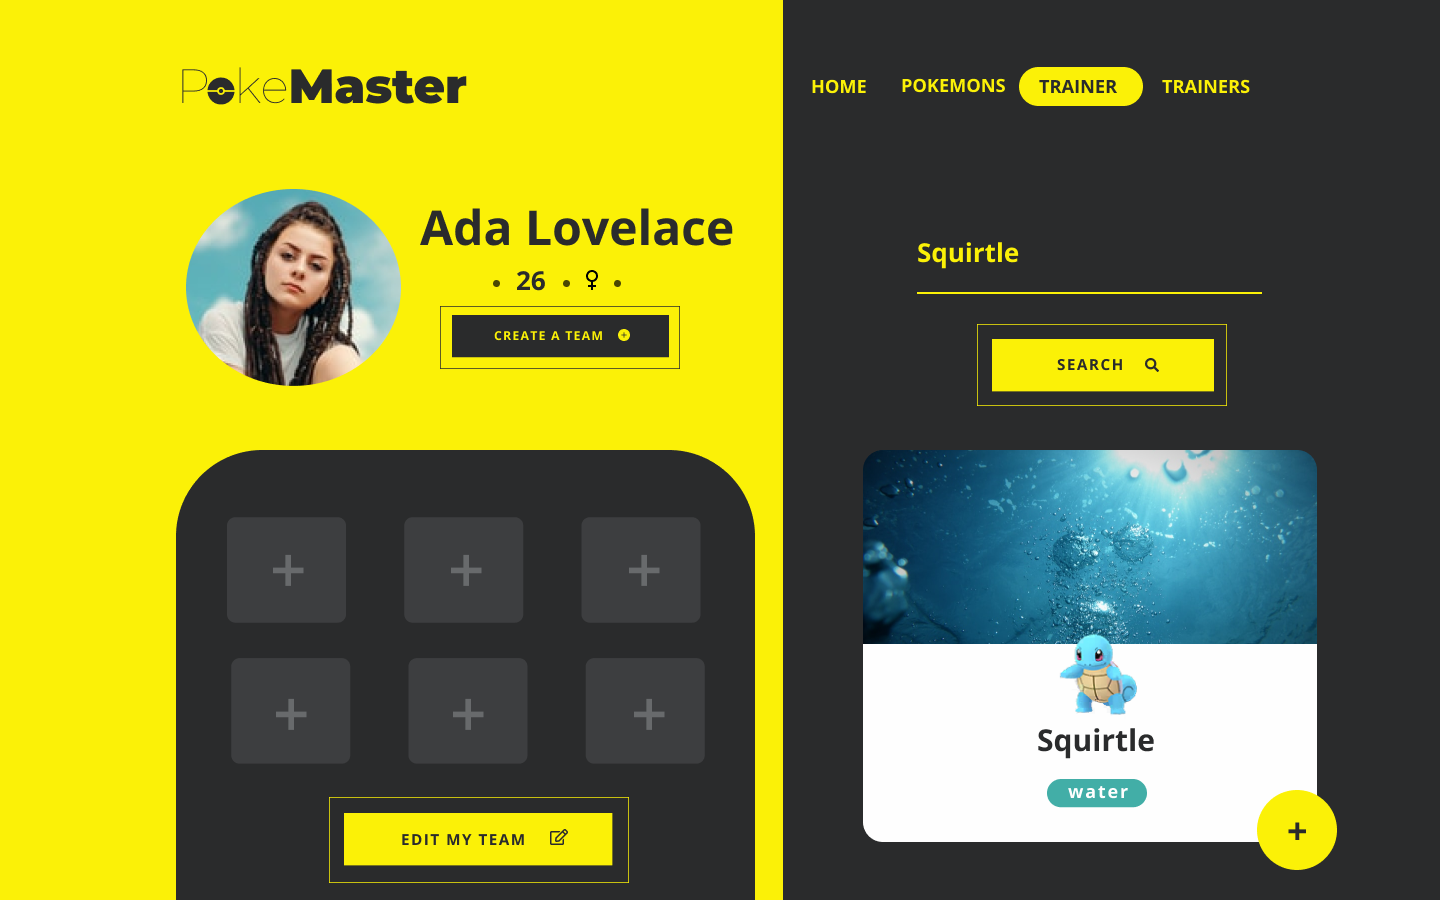 PokeMaster
HOME POKEMONS TRAINER TRAINERS
Ada Lovelace
• 26 • ♀ •
CREATE A TEAM
EDIT MY TEAM
Squirtle
SEARCH
Squirtle
water